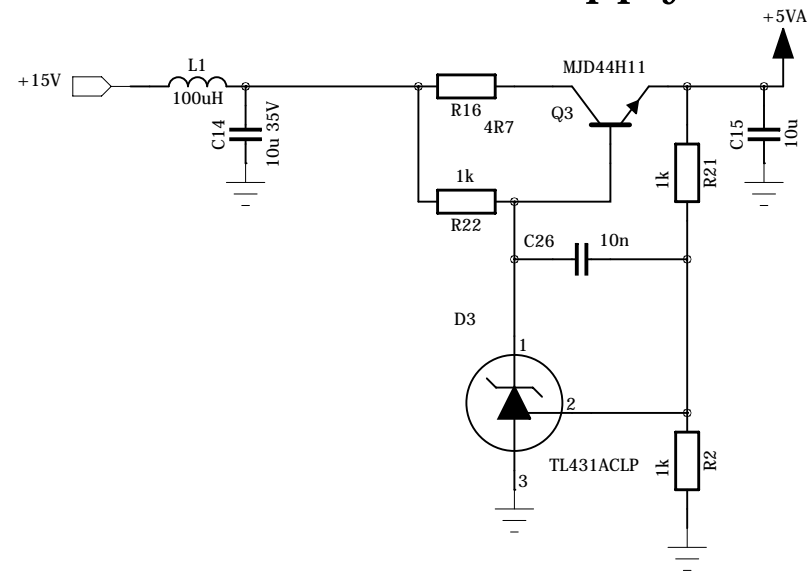 +5VA
L1
+15V
100uH
C14
10u 35V
R16
4R7
MJD44H11
Q3
C15
10u
1k
R21
1k
R22
C26
10n
D3
1
2
TL431ACLP
3
1k
R2